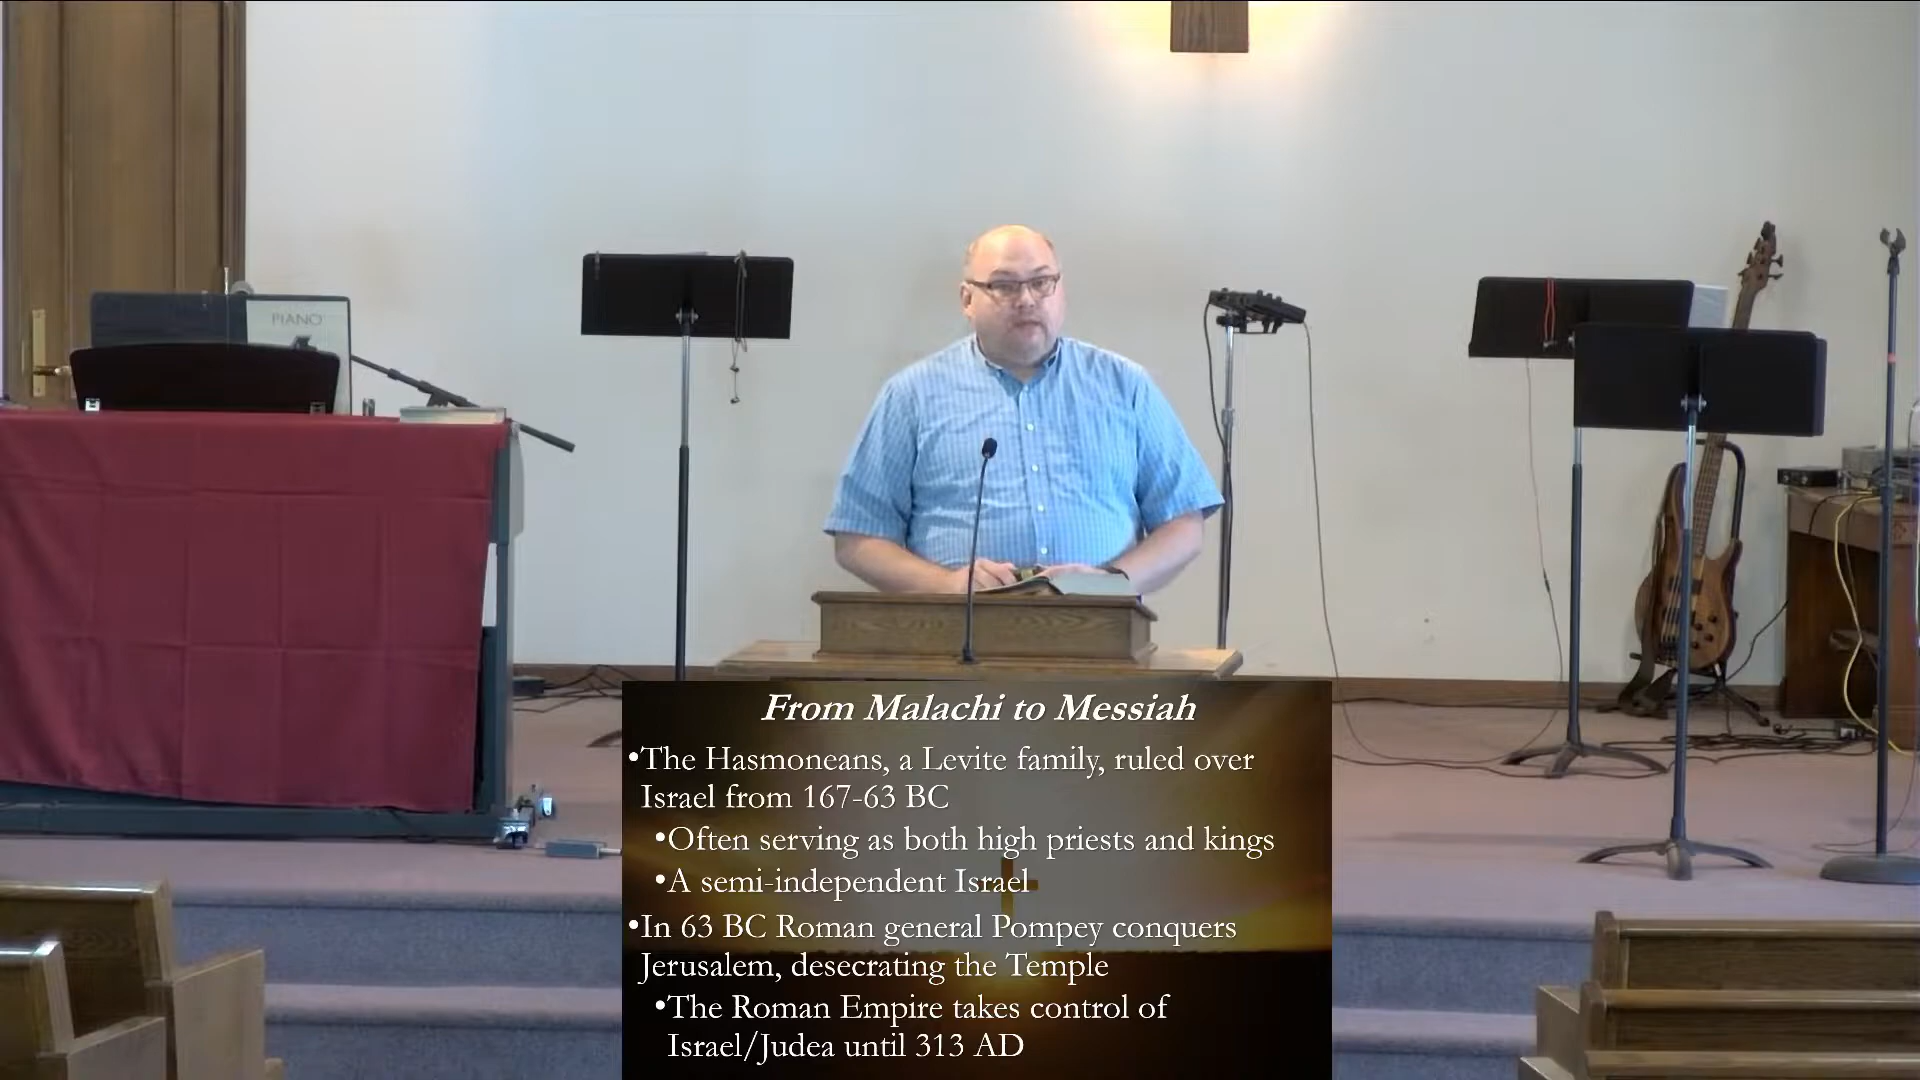 PIANO
From Malachi to Messiah
•The Hasmoneans, a Levite family, ruled over
Israel from 167-63 BC
•Often serving as both high priests and kings
•A semi-independent Israel
•In 63 BC Roman general Pompey conquers
Jerusalem, desecrating the Temple
•The Roman Empire takes control of
Israel/Judea until 313 AD